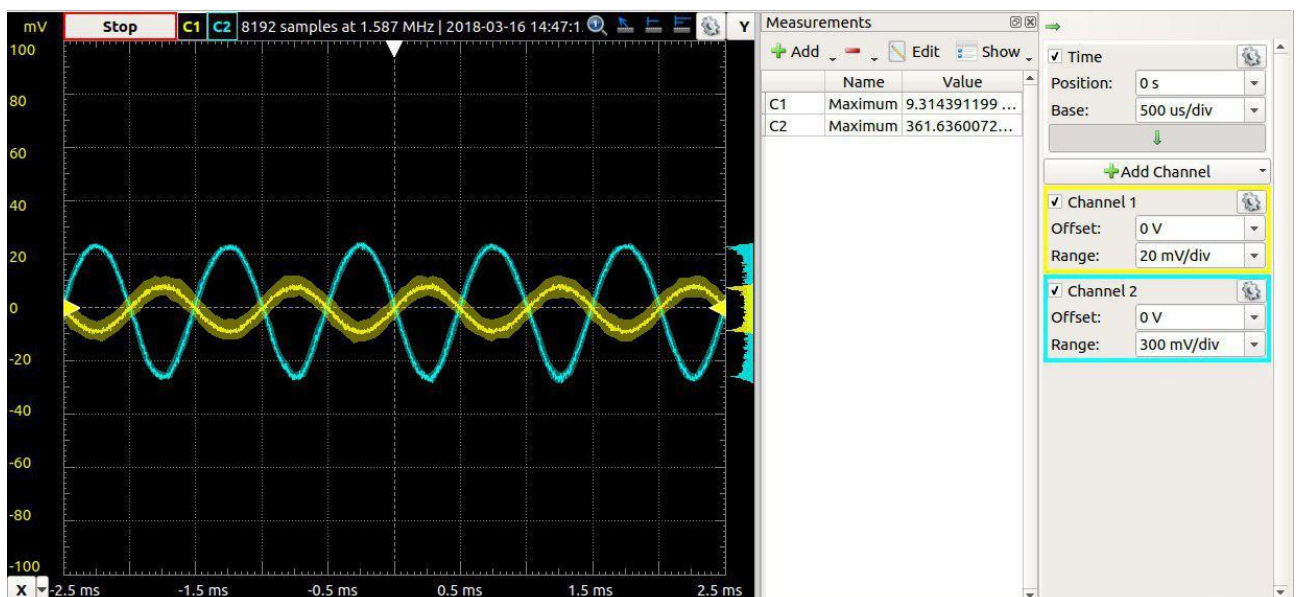 mV Stop C1 C2 8192 samples at 1.587 MHz | 2018-03-16 14:47:1 Y
100
80
60
40
20
0
-20
-40
-60
-80
-100
X -2.5 ms -1.5 ms -0.5 ms 0.5 ms 1.5 ms 2.5 ms
Measurements
Add Edit Show
Name Value
C1 Maximum 9.314391199 ...
C2 Maximum 361.6360072...
Time
Position: 0 s
Base: 500 us/div
Add Channel
Channel 1
Offset: 0 V
Range: 20 mV/div
Channel 2
Offset: 0 V
Range: 300 mV/div